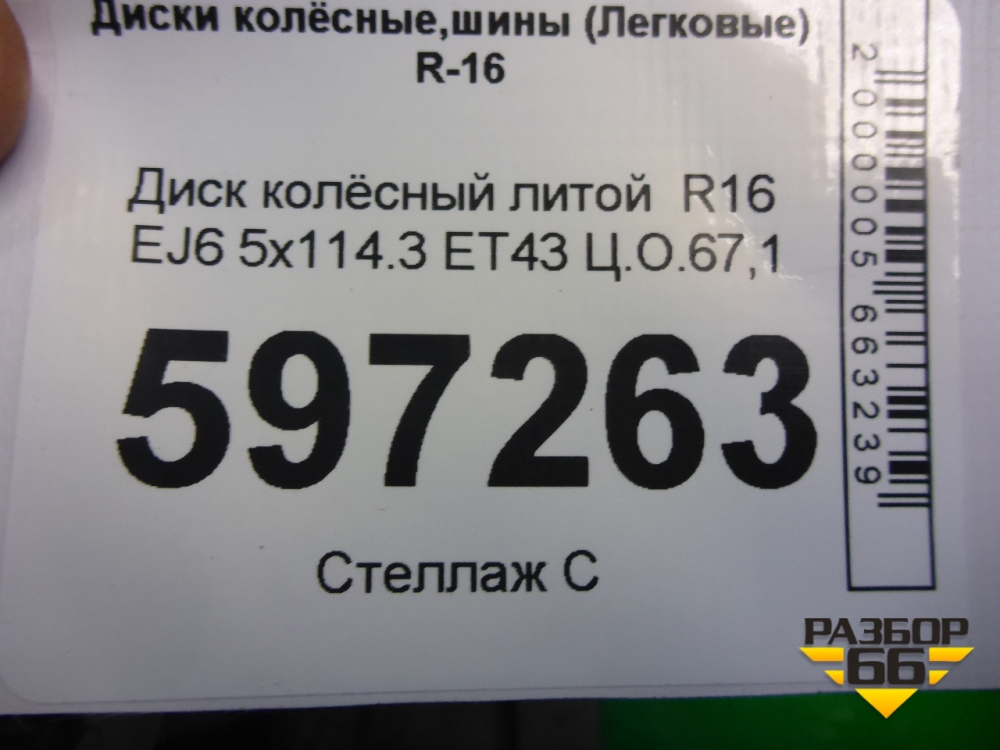 Диски колёсные,шины (Легковые)
R-16
Диск колёсный литой R16
EJ6 5x114.3 ET43 Ц.О.67,1
597263
Стеллаж С
2000005663239
РАЗБОР
66